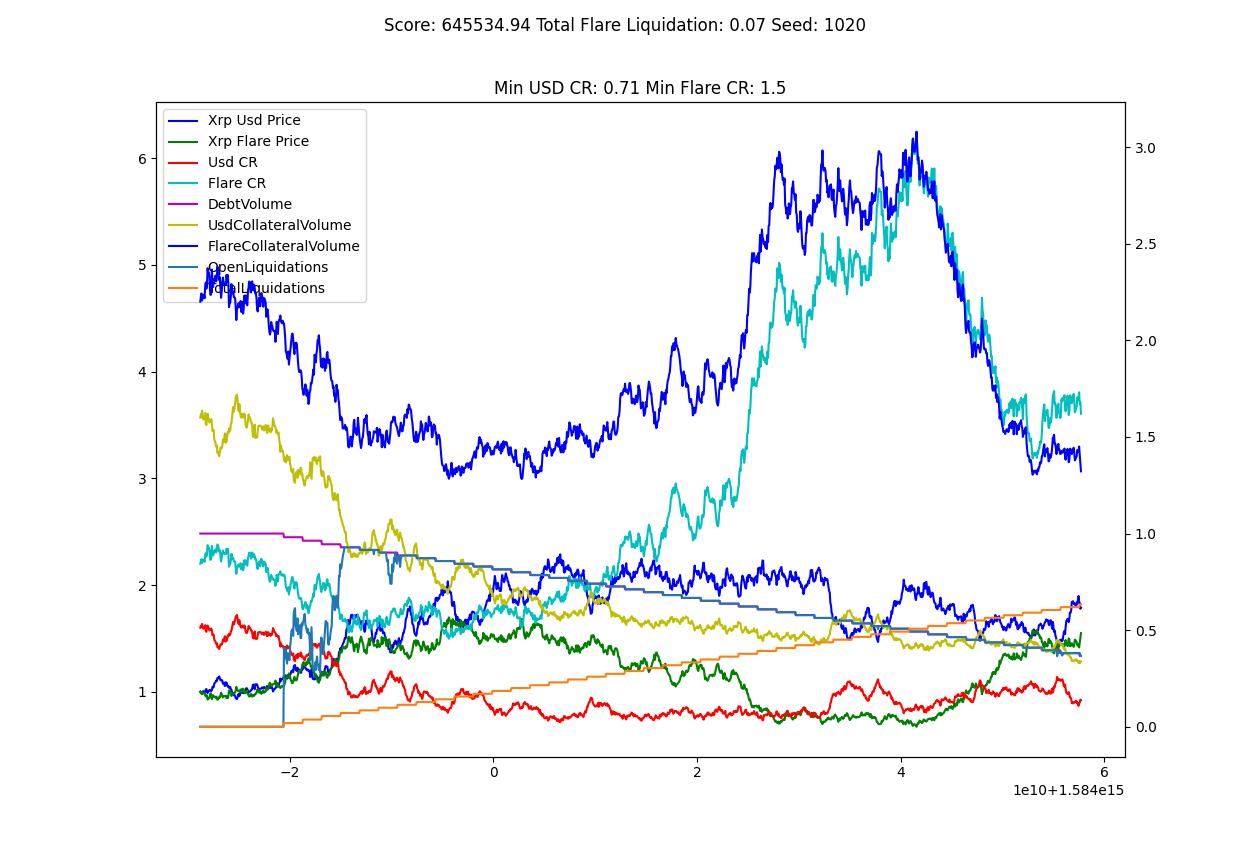 Score: 645534.94 Total Flare Liquidation: 0.07 Seed: 1020
Min USD CR: 0.71 Min Flare CR: 1.5
Xrp Usd Price
Xrp Flare Price
Usd CR
Flare CR
DebtVolume
UsdCollateralVolume
FlareCollateralVolume
OpenLiquidations
TotalLiquidations
6
5
4
3
2
1
3.0
2.5
2.0
1.5
1.0
0.5
0.0
−2
0
2
4
6
1e10+1.584e15